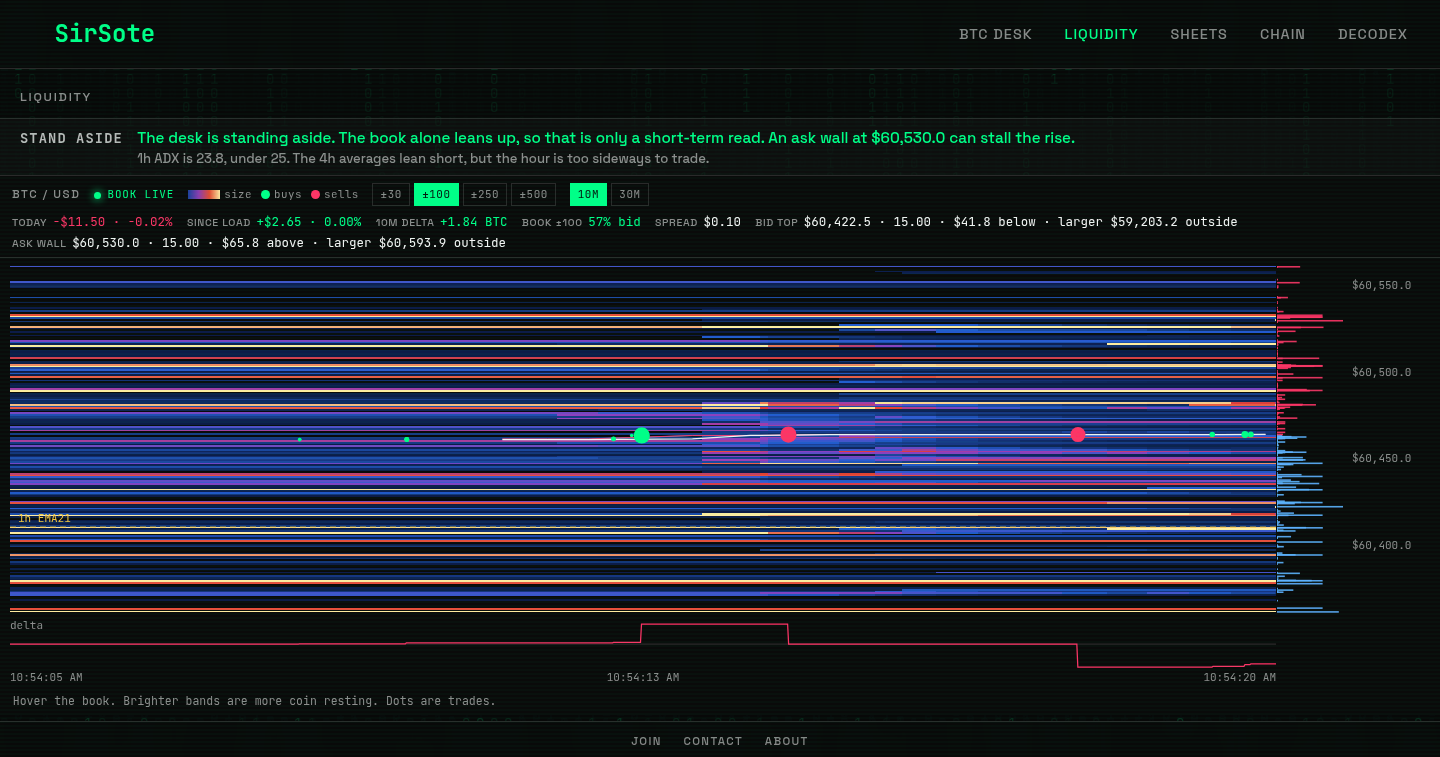 SirSote
BTC DESK LIQUIDITY SHEETS CHAIN DECODEX
LIQUIDITY
STAND ASIDE The desk is standing aside. The book alone leans up, so that is only a short-term read. An ask wall at $60,530.0 can stall the rise.
1h ADX is 23.8, under 25. The 4h averages lean short, but the hour is too sideways to trade.
BTC / USD BOOK LIVE size buys sells ±30 ±100 ±250 ±500 10M 30M
TODAY -$11.50 · -0.02% SINCE LOAD +$2.65 · 0.00% 10M DELTA +1.84 BTC BOOK ±100 57% bid SPREAD $0.10 BID TOP $60,422.5 · 15.00 · $41.8 below · larger $59,203.2 outside
ASK WALL $60,530.0 · 15.00 · $65.8 above · larger $60,593.9 outside
$60,550.0
$60,500.0
$60,450.0
1h EMA21
$60,400.0
delta
10:54:05 AM 10:54:13 AM 10:54:20 AM
Hover the book. Brighter bands are more coin resting. Dots are trades.
JOIN CONTACT ABOUT